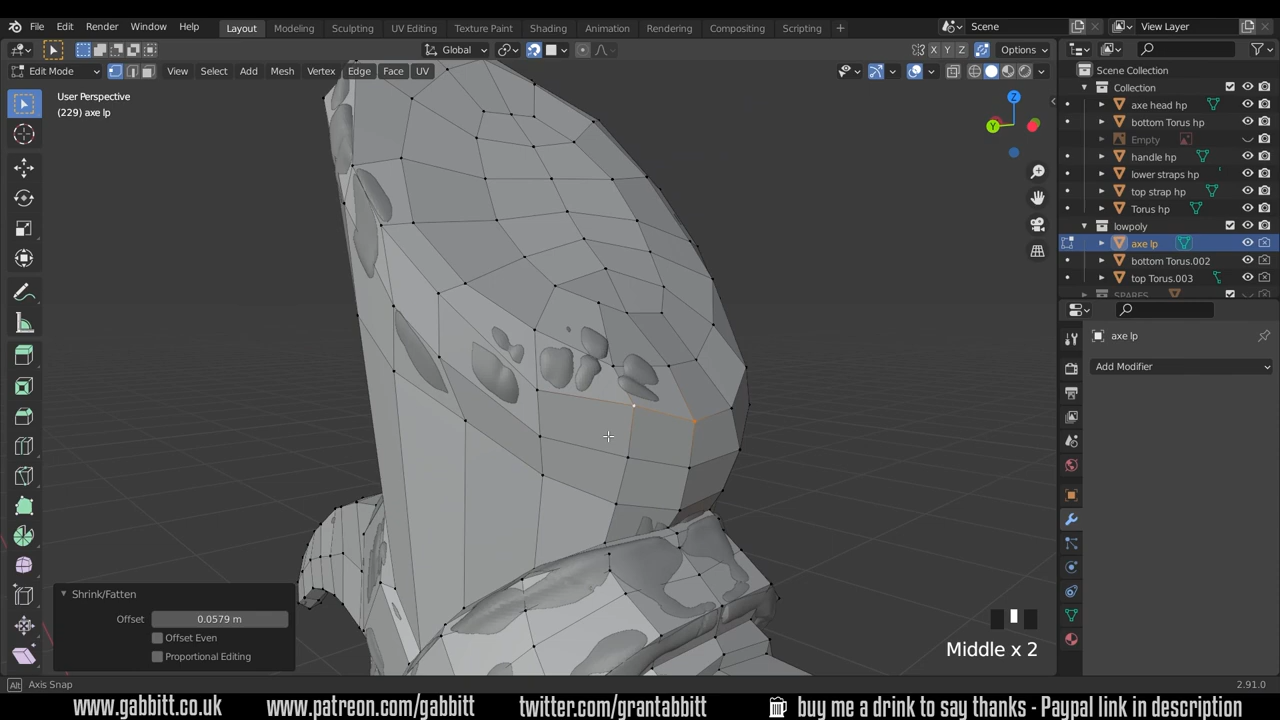 File Edit Render Window Help Layout Modeling Sculpting UV Editing Texture Paint Shading Animation Rendering Compositing Scripting + Scene View Layer
Global X Y Z Options
Edit Mode View Select Add Mesh Vertex Edge Face UV
User Perspective
(229) axe lp
Z
Y
Scene Collection
Collection
axe head hp
bottom Torus hp
Empty
handle hp
lower straps hp
top strap hp
Torus hp
lowpoly
axe lp
bottom Torus.002
top Torus.003
SPARES
axe lp
Add Modifier
Shrink/Fatten
Offset 0.0579 m
Offset Even
Proportional Editing
Middle x 2
Alt Axis Snap 2.91.0
www.gabbitt.co.uk www.patreon.com/gabbitt twitter.com/grantabbitt buy me a drink to say thanks - Paypal link in description